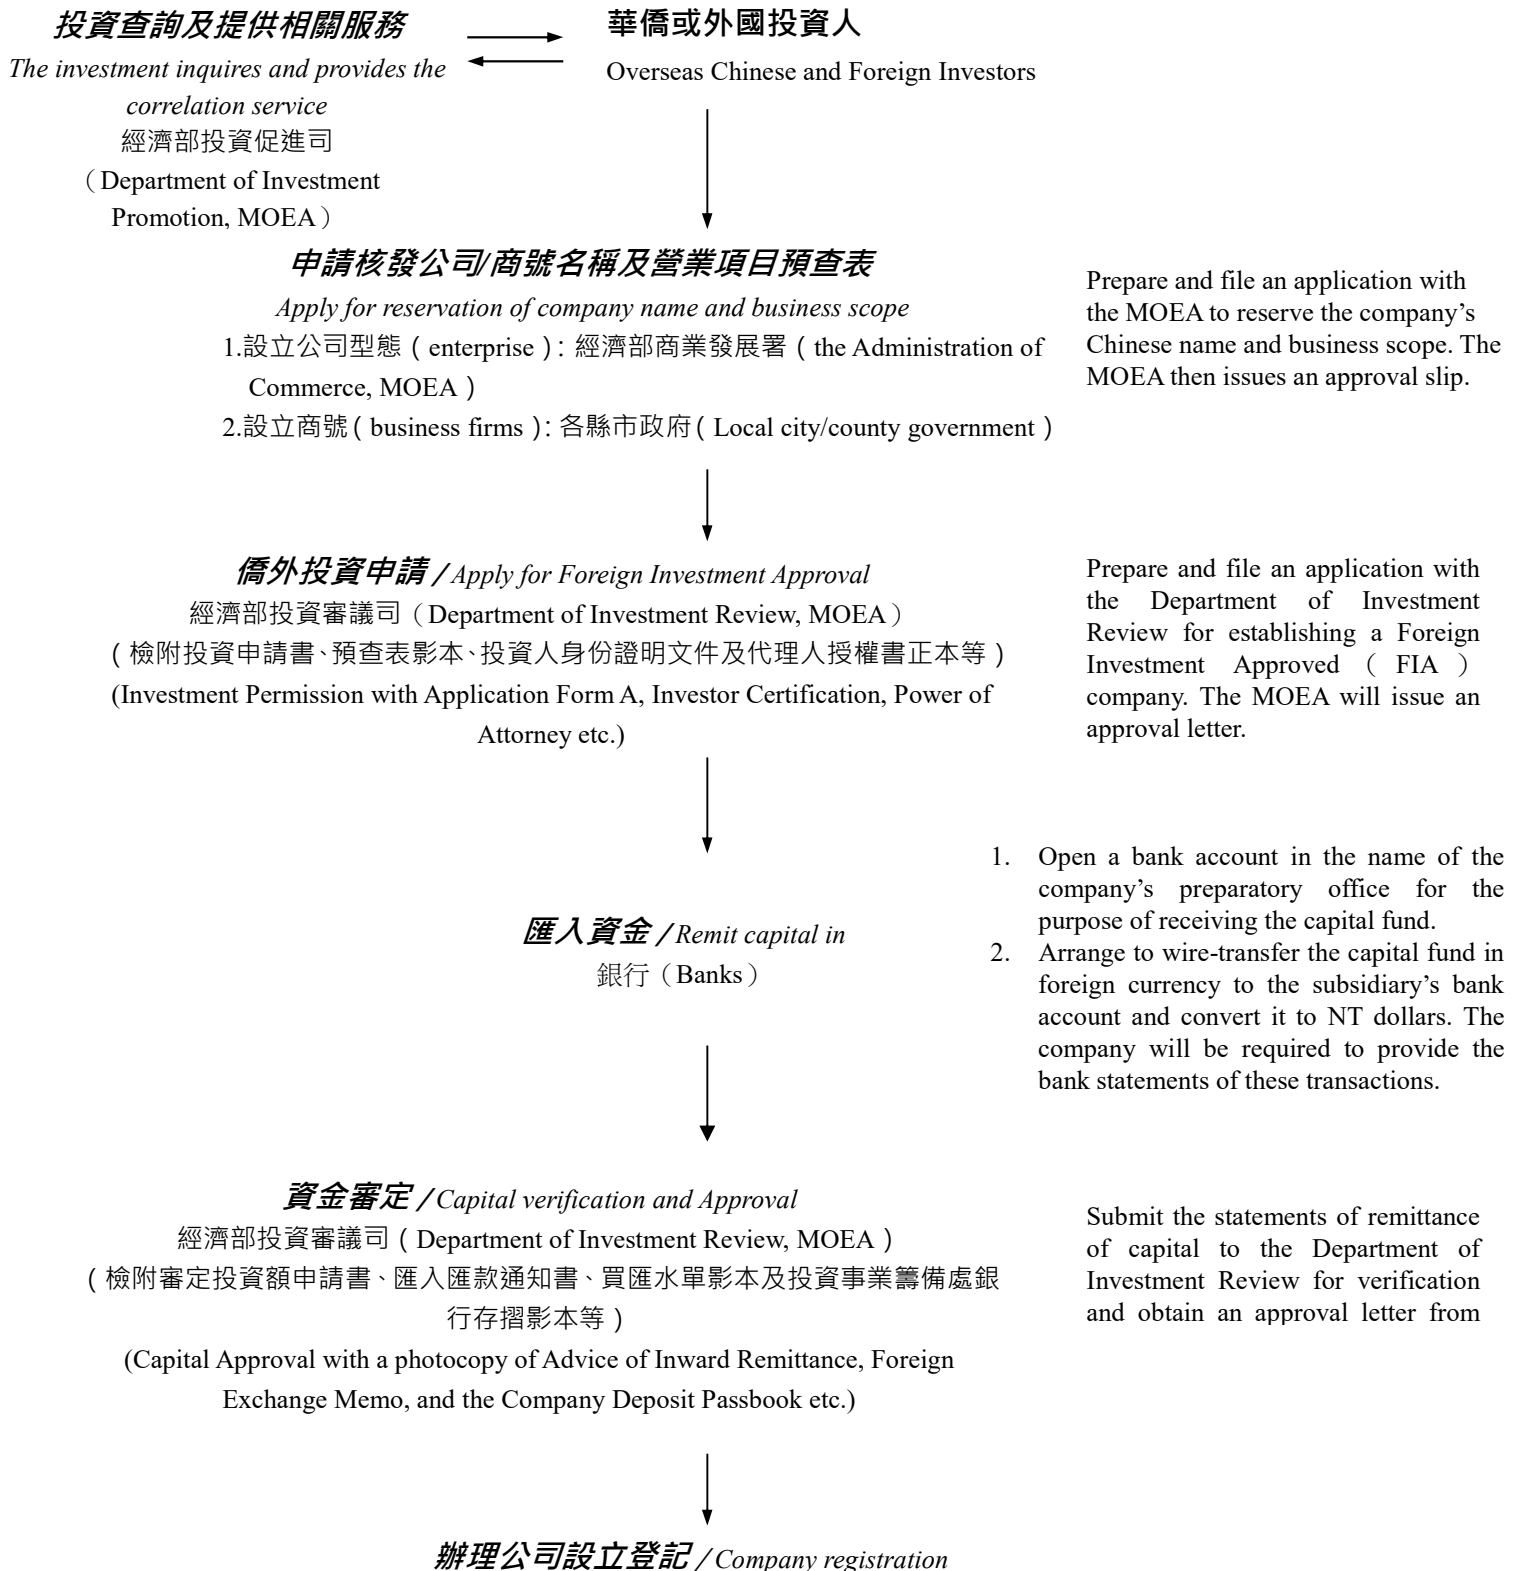 投資查詢及提供相關服務
The investment inquires and provides the
correlation service
經濟部投資促進司
（Department of Investment
Promotion, MOEA）
華僑或外國投資人
Overseas Chinese and Foreign Investors
申請核發公司/商號名稱及營業項目預查表
Apply for reservation of company name and business scope
1.設立公司型態（enterprise）：經濟部商業發展署（the Administration of
Commerce, MOEA）
2.設立商號（business firms）：各縣市政府（Local city/county government）
Prepare and file an application with
the MOEA to reserve the company’s
Chinese name and business scope. The
MOEA then issues an approval slip.
僑外投資申請 / Apply for Foreign Investment Approval
經濟部投資審議司（Department of Investment Review, MOEA）
（檢附投資申請書、預查表影本、投資人身份證明文件及代理人授權書正本等）
(Investment Permission with Application Form A, Investor Certification, Power of
Attorney etc.)
Prepare and file an application with
the Department of Investment
Review for establishing a Foreign
Investment Approved （ FIA ）
company. The MOEA will issue an
approval letter.
匯入資金 / Remit capital in
銀行（Banks）
1. Open a bank account in the name of the
company’s preparatory office for the
purpose of receiving the capital fund.
2. Arrange to wire-transfer the capital fund in
foreign currency to the subsidiary’s bank
account and convert it to NT dollars. The
company will be required to provide the
bank statements of these transactions.
資金審定 / Capital verification and Approval
經濟部投資審議司（Department of Investment Review, MOEA）
（檢附審定投資額申請書、匯入匯款通知書、買匯水單影本及投資事業籌備處銀
行存摺影本等）
(Capital Approval with a photocopy of Advice of Inward Remittance, Foreign
Exchange Memo, and the Company Deposit Passbook etc.)
Submit the statements of remittance
of capital to the Department of
Investment Review for verification
and obtain an approval letter from
辦理公司設立登記 / Company registration